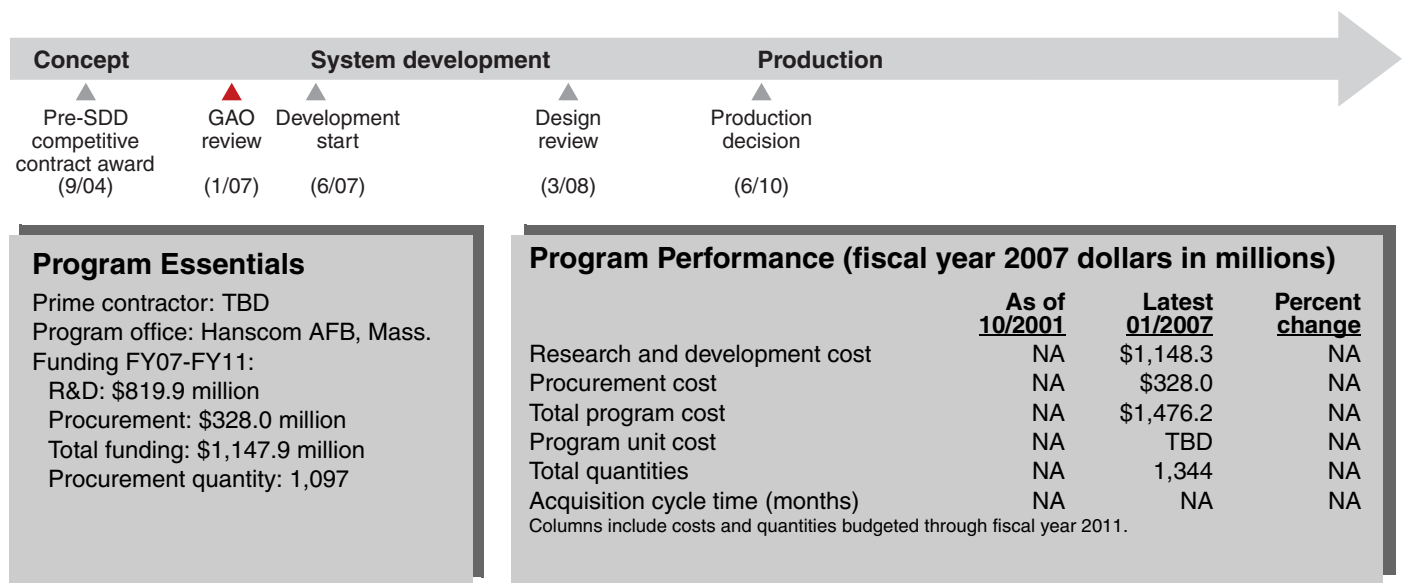 Concept System development Production
Pre-SDD competitive contract award (9/04)
GAO review (1/07)
Development start (6/07)
Design review (3/08)
Production decision (6/10)
Program Essentials
Prime contractor: TBD
Program office: Hanscom AFB, Mass.
Funding FY07-FY11:
R&D: $819.9 million
Procurement: $328.0 million
Total funding: $1,147.9 million
Procurement quantity: 1,097
Program Performance (fiscal year 2007 dollars in millions)
As of 10/2001 Latest 01/2007 Percent change
Research and development cost NA $1,148.3 NA
Procurement cost NA $328.0 NA
Total program cost NA $1,476.2 NA
Program unit cost NA TBD NA
Total quantities NA 1,344 NA
Acquisition cycle time (months) NA NA NA
Columns include costs and quantities budgeted through fiscal year 2011.